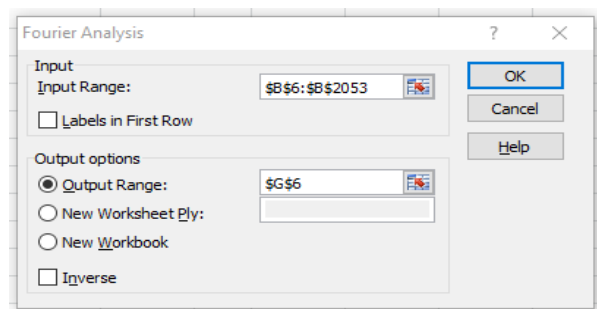 Fourier Analysis ? ×
Input
Input Range: $B$6:$B$2053
Labels in First Row
OK
Cancel
Help
Output options
Output Range: $G$6
New Worksheet Ply:
New Workbook
Inverse